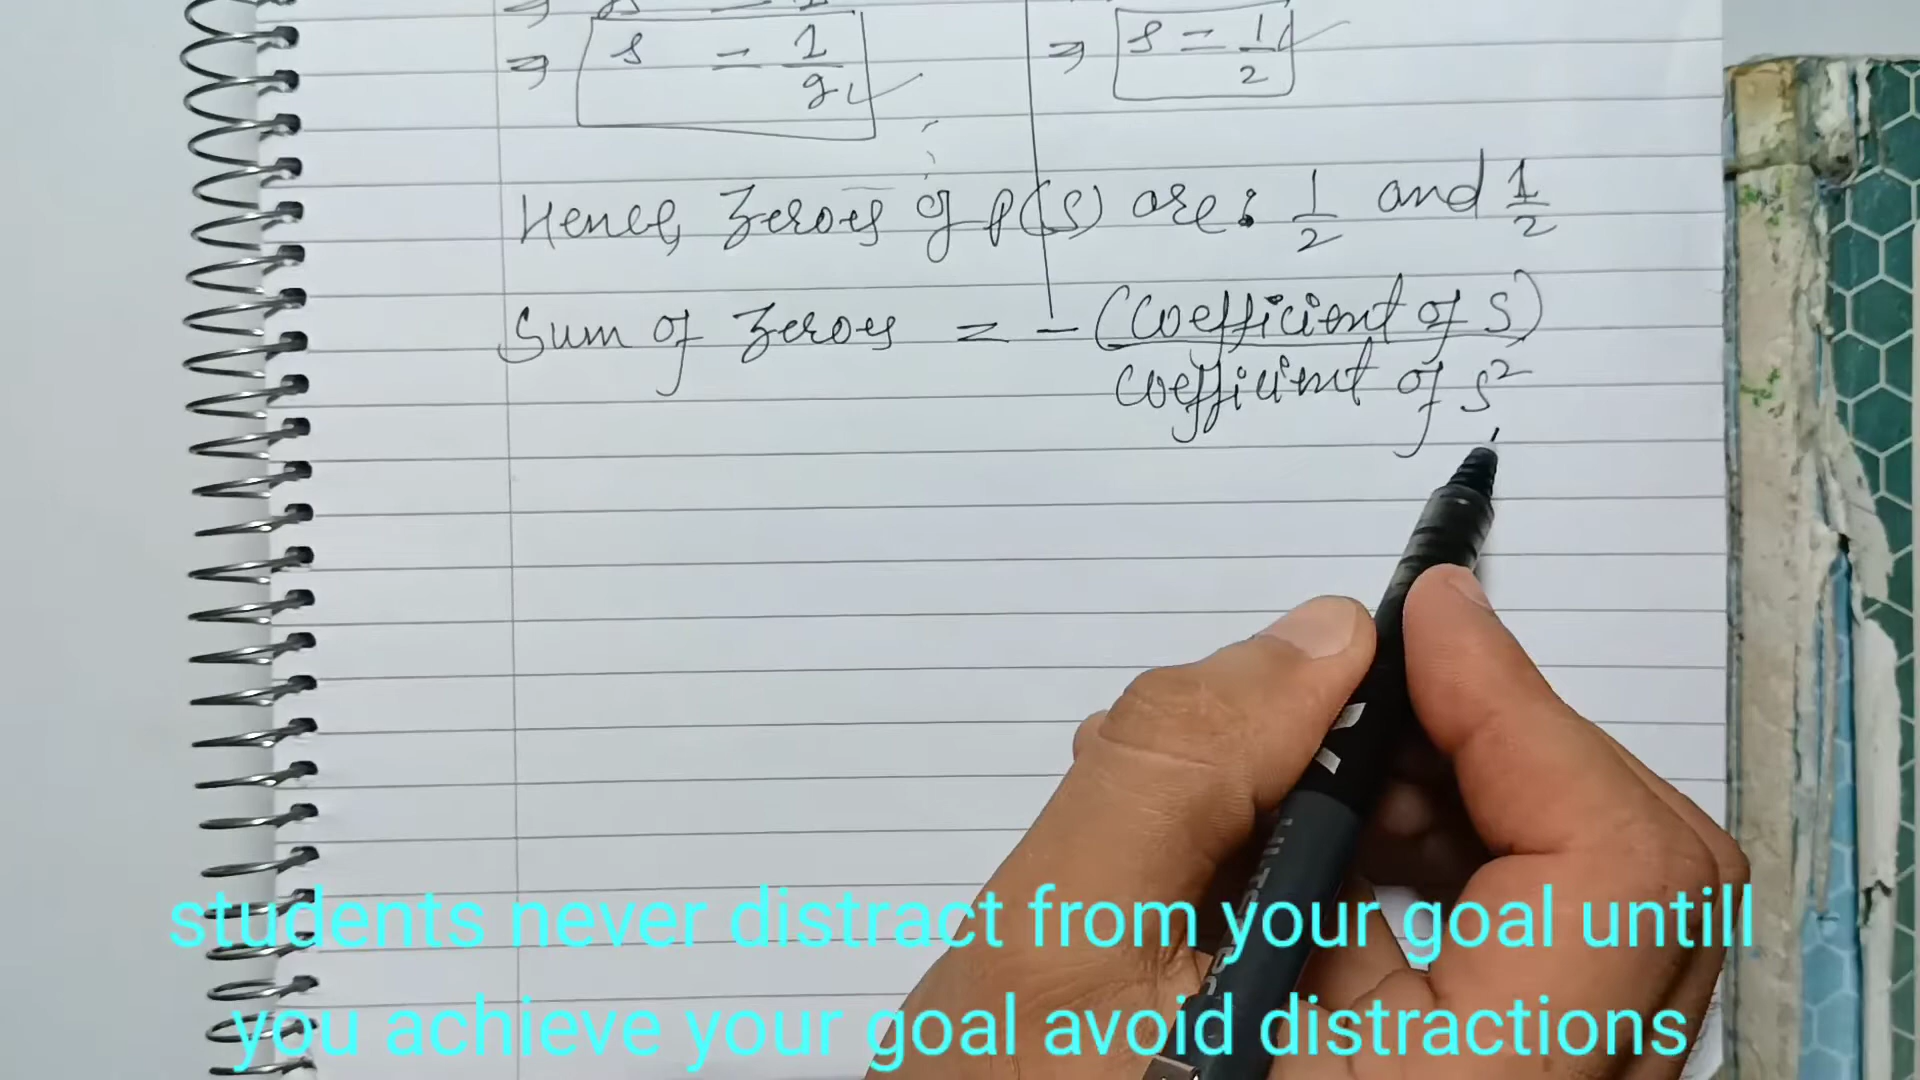 ⇒ s = 1/2 ⇒ s = 1/2
Hence, zeroes of p(s) are: 1/2 and 1/2
Sum of zeroes = - (Coefficient of s)
Coefficient of s²
students never distract from your goal untill
you achieve your goal avoid distractions